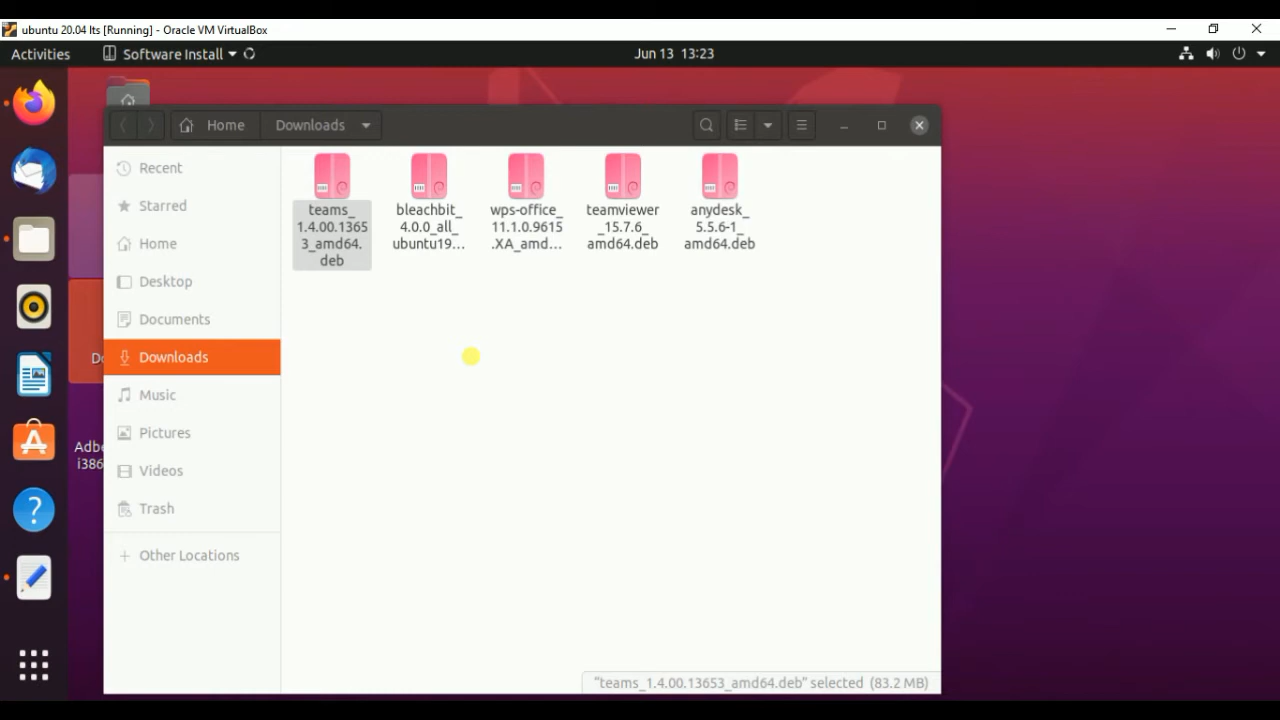 ubuntu 20.04 lts [Running] - Oracle VM VirtualBox
Activities
Software Install
Jun 13 13:23
Home
Downloads
Recent
Starred
Home
Desktop
Documents
Downloads
Music
Pictures
Videos
Trash
Other Locations
teams_
1.4.00.1365
3_amd64.
deb
bleachbit_
4.0.0_all_
ubuntu19...
wps-office_
11.1.0.9615
.XA_amd...
teamviewer
_15.7.6_
amd64.deb
anydesk_
5.5.6-1_
amd64.deb
Do
Adbe
i386
"teams_1.4.00.13653_amd64.deb" selected (83.2 MB)